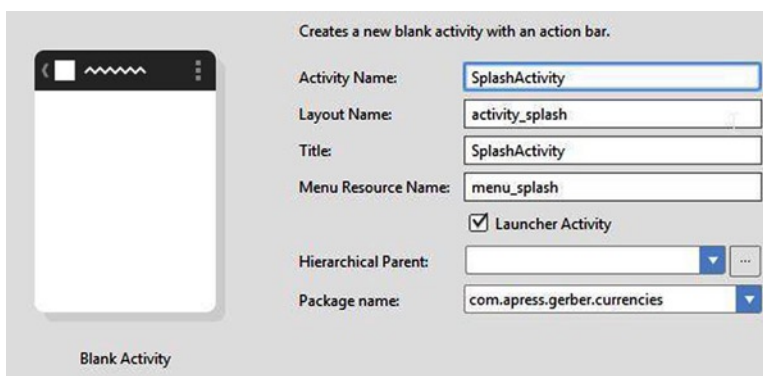 Creates a new blank activity with an action bar.
Activity Name: SplashActivity
Layout Name: activity_splash
Title: SplashActivity
Menu Resource Name: menu_splash
Launcher Activity
Hierarchical Parent: ...
Package name: com.apress.gerber.currencies
Blank Activity